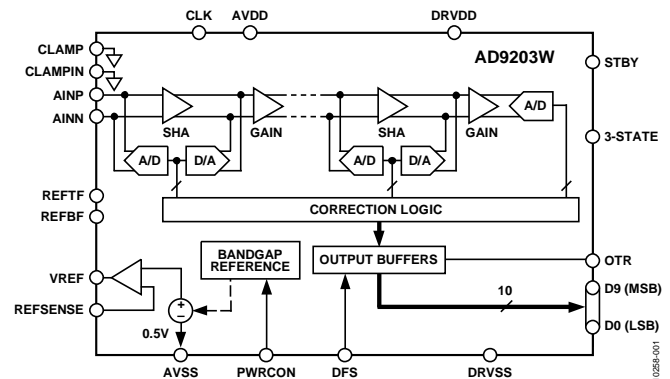 CLK AVDD DRVDD
CLAMP
AD9203W
STBY
CLAMPIN
AINP
A/D
AINN
SHA GAIN SHA GAIN
3-STATE
A/D D/A A/D D/A
REFTF
CORRECTION LOGIC
REFBF
BANDGAP
REFERENCE
OUTPUT BUFFERS
OTR
VREF
10
D9 (MSB)
REFSENSE
+
–
0.5V
D0 (LSB)
AVSS PWRCON DFS DRVSS
0258-001